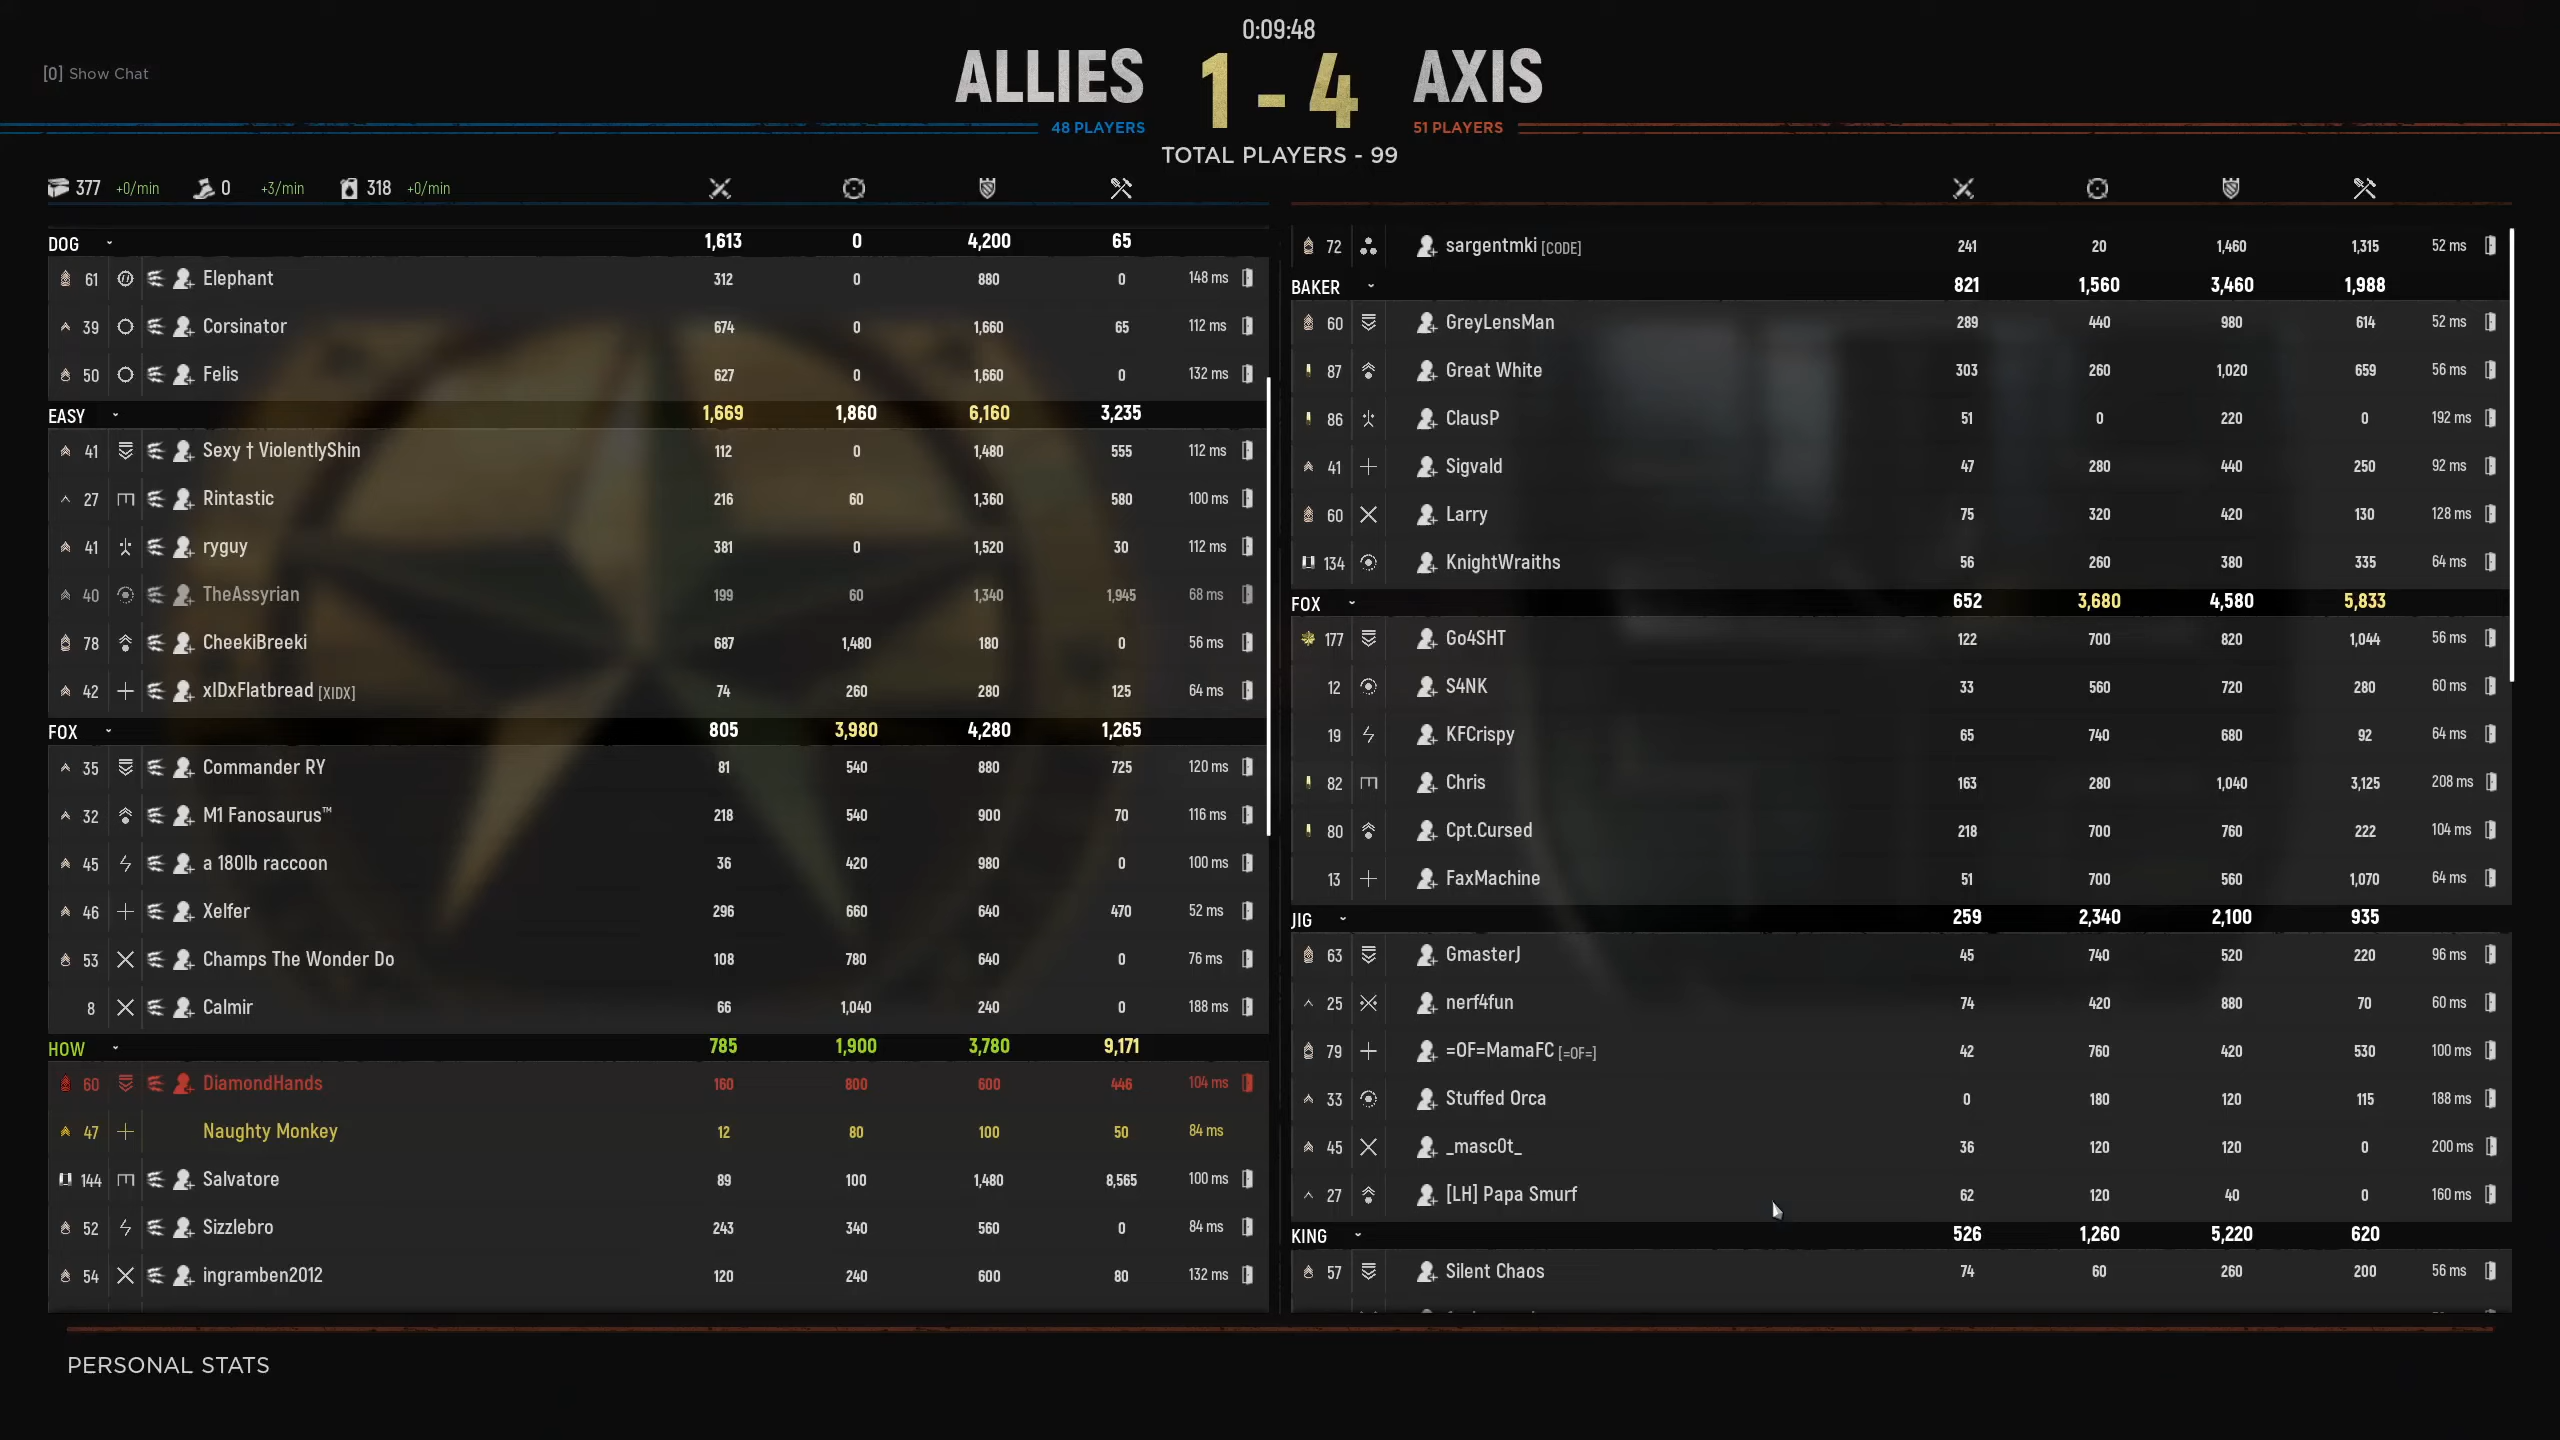 0:09:48
[O] Show Chat
ALLIES 1 - 4 AXIS
48 PLAYERS 51 PLAYERS
TOTAL PLAYERS - 99
377 +0/min 0 +3/min 318 +0/min
DOG 1,613 0 4,200 65
61 Elephant 312 0 880 0 148 ms
39 Corsinator 674 0 1,660 65 112 ms
50 Felis 627 0 1,660 0 132 ms
EASY 1,669 1,860 6,160 3,235
41 Sexy † ViolentlyShin 112 0 1,480 555 112 ms
27 Rintastic 216 60 1,360 580 100 ms
41 ryguy 381 0 1,520 30 112 ms
40 TheAssyrian 199 60 1,340 1,945 68 ms
78 CheekiBreeki 687 1,480 180 0 56 ms
42 xIDxFlatbread [XIDX] 74 260 280 125 64 ms
FOX 805 3,980 4,280 1,265
35 Commander RY 81 540 880 725 120 ms
32 M1 Fanosaurus™ 218 540 900 70 116 ms
45 a 180lb raccoon 36 420 980 0 100 ms
46 Xelfer 296 660 640 470 52 ms
53 Champs The Wonder Do 108 780 640 0 76 ms
8 Calmir 66 1,040 240 0 188 ms
HOW 785 1,900 3,780 9,171
60 DiamondHands 160 800 600 446 104 ms
47 Naughty Monkey 12 80 100 50 84 ms
144 Salvatore 89 100 1,480 8,565 100 ms
52 Sizzlebro 243 340 560 0 84 ms
54 ingramben2012 120 240 600 80 132 ms
72 sargentmki [CODE] 241 20 1,460 1,315 52 ms
BAKER 821 1,560 3,460 1,988
60 GreyLensMan 289 440 980 614 52 ms
87 Great White 303 260 1,020 659 56 ms
86 ClausP 51 0 220 0 192 ms
41 Sigvald 47 280 440 250 92 ms
60 Larry 75 320 420 130 128 ms
134 KnightWraiths 56 260 380 335 64 ms
FOX 652 3,680 4,580 5,833
177 Go4SHT 122 700 820 1,044 56 ms
12 S4NK 33 560 720 280 60 ms
19 KFCrispy 65 740 680 92 64 ms
82 Chris 163 280 1,040 3,125 208 ms
80 Cpt.Cursed 218 700 760 222 104 ms
13 FaxMachine 51 700 560 1,070 64 ms
JIG 259 2,340 2,100 935
63 GmasterJ 45 740 520 220 96 ms
25 nerf4fun 74 420 880 70 60 ms
79 =OF=MamaFC [=OF=] 42 760 420 530 100 ms
33 Stuffed Orca 0 180 120 115 188 ms
45 _masc0t_ 36 120 120 0 200 ms
27 [LH] Papa Smurf 62 120 40 0 160 ms
KING 526 1,260 5,220 620
57 Silent Chaos 74 60 260 200 56 ms
PERSONAL STATS